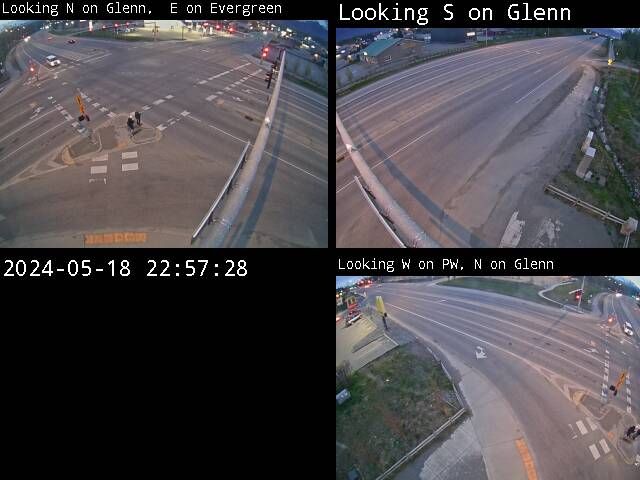 Looking N on Glenn, E on Evergreen
Looking S on Glenn
2024-05-18 22:57:28
Looking W on PW, N on Glenn